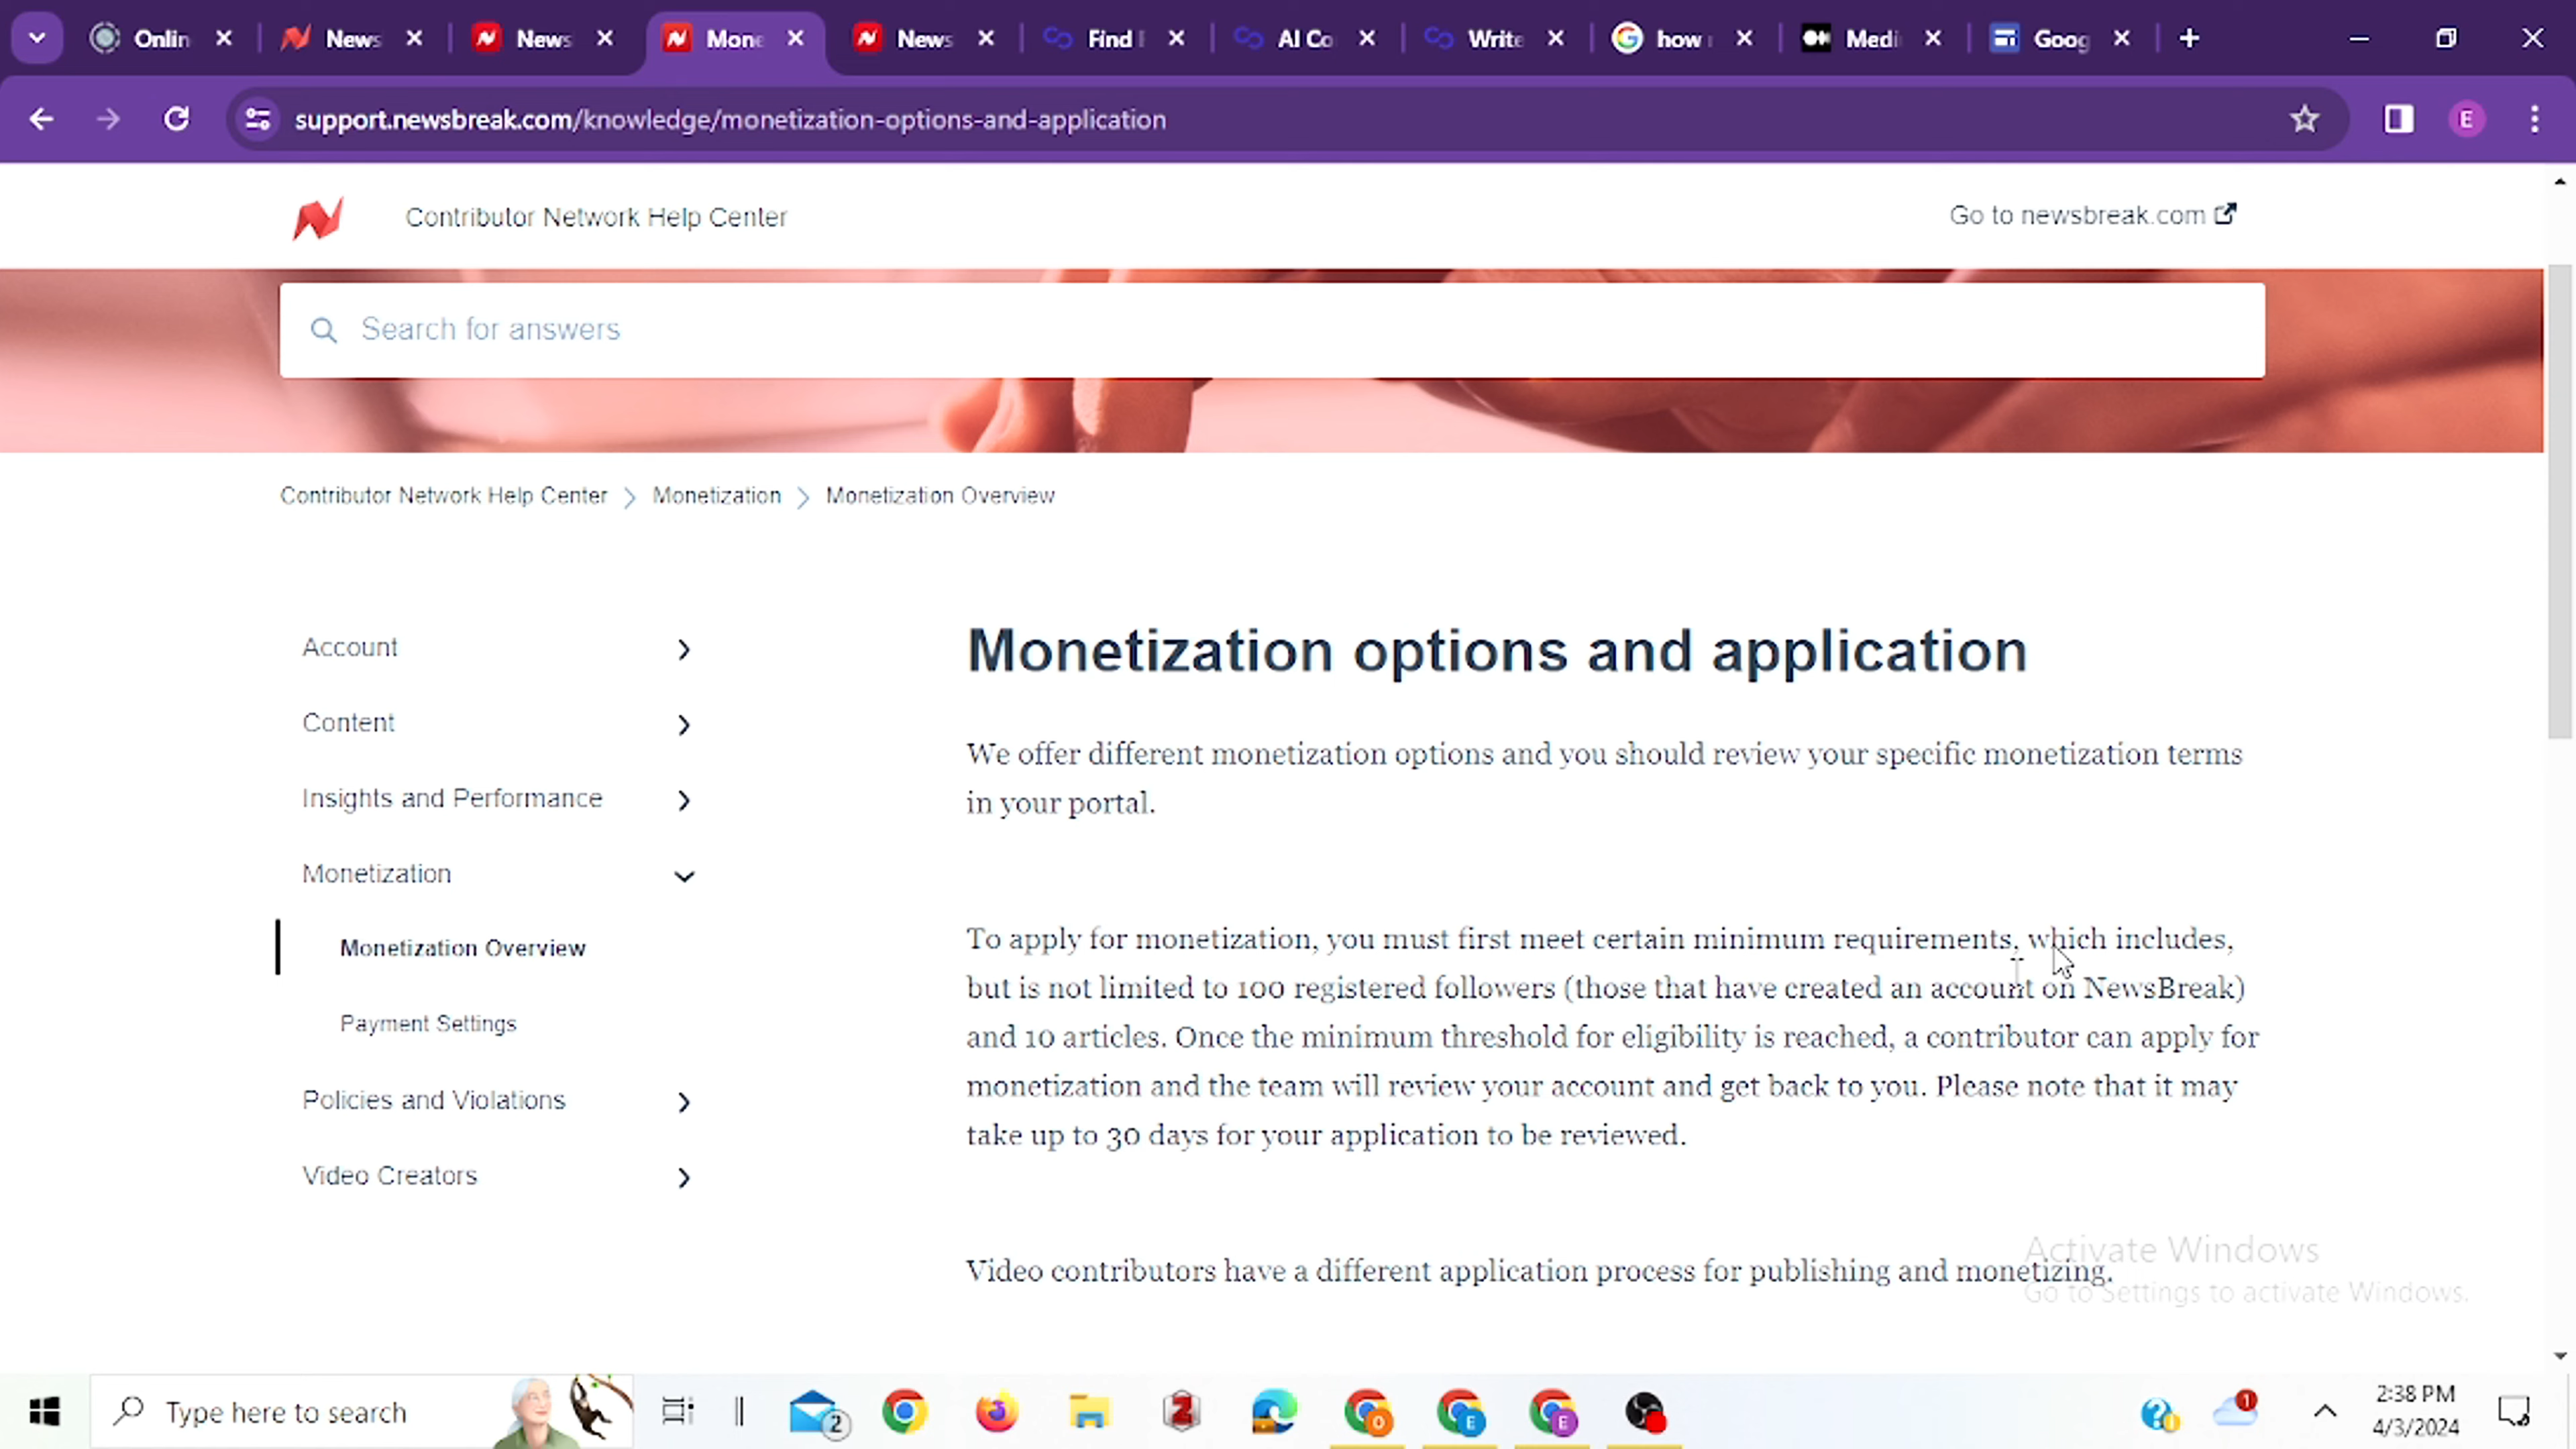 Onlin
News
News
Mone
News
Find
AI Co
Write
how
Medi
Goog
support.newsbreak.com/knowledge/monetization-options-and-application
E
Contributor Network Help Center
Go to newsbreak.com
Search for answers
Contributor Network Help Center > Monetization > Monetization Overview
Account
Content
Insights and Performance
Monetization
Monetization Overview
Payment Settings
Policies and Violations
Video Creators
Monetization options and application
We offer different monetization options and you should review your specific monetization terms
in your portal.
To apply for monetization, you must first meet certain minimum requirements, which includes,
but is not limited to 100 registered followers (those that have created an account on NewsBreak)
and 10 articles. Once the minimum threshold for eligibility is reached, a contributor can apply for
monetization and the team will review your account and get back to you. Please note that it may
take up to 30 days for your application to be reviewed.
Video contributors have a different application process for publishing and monetizing.
Activate Windows
Go to Settings to activate Windows.
Type here to search
2
Z
O
E
E
1
2:38 PM
4/3/2024